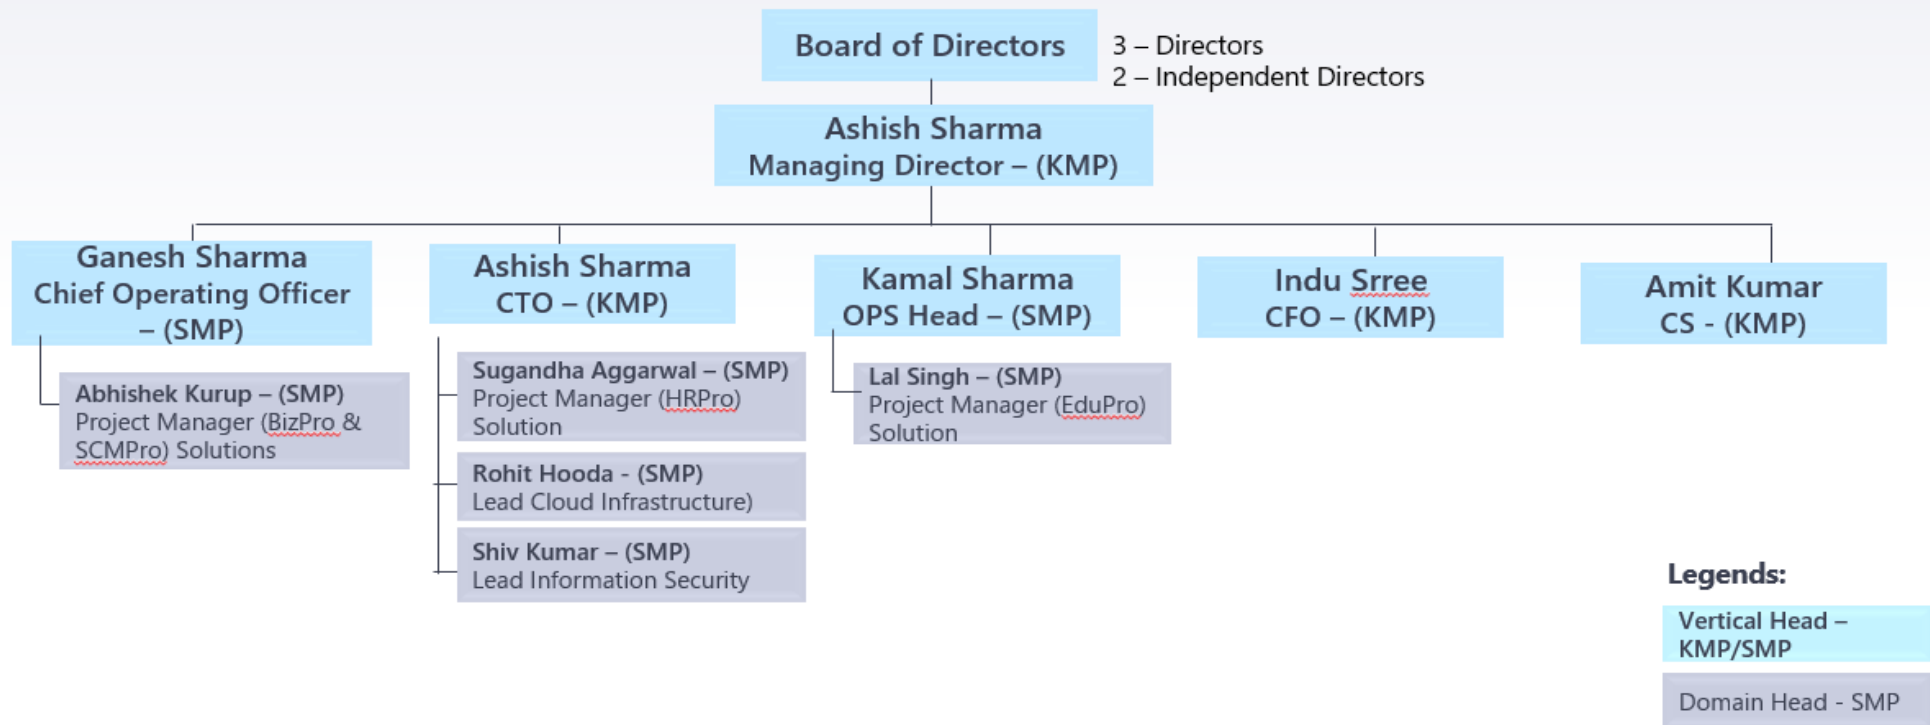 Board of Directors
3 – Directors
2 – Independent Directors
Ashish Sharma
Managing Director – (KMP)
Ganesh Sharma
Chief Operating Officer
– (SMP)
Abhishek Kurup – (SMP)
Project Manager (BizPro &
SCMPro) Solutions
Ashish Sharma
CTO – (KMP)
Sugandha Aggarwal – (SMP)
Project Manager (HRPro)
Solution
Rohit Hooda - (SMP)
Lead Cloud Infrastructure)
Shiv Kumar – (SMP)
Lead Information Security
Kamal Sharma
OPS Head – (SMP)
Lal Singh – (SMP)
Project Manager (EduPro)
Solution
Indu Srree
CFO – (KMP)
Amit Kumar
CS - (KMP)
Legends:
Vertical Head –
KMP/SMP
Domain Head - SMP